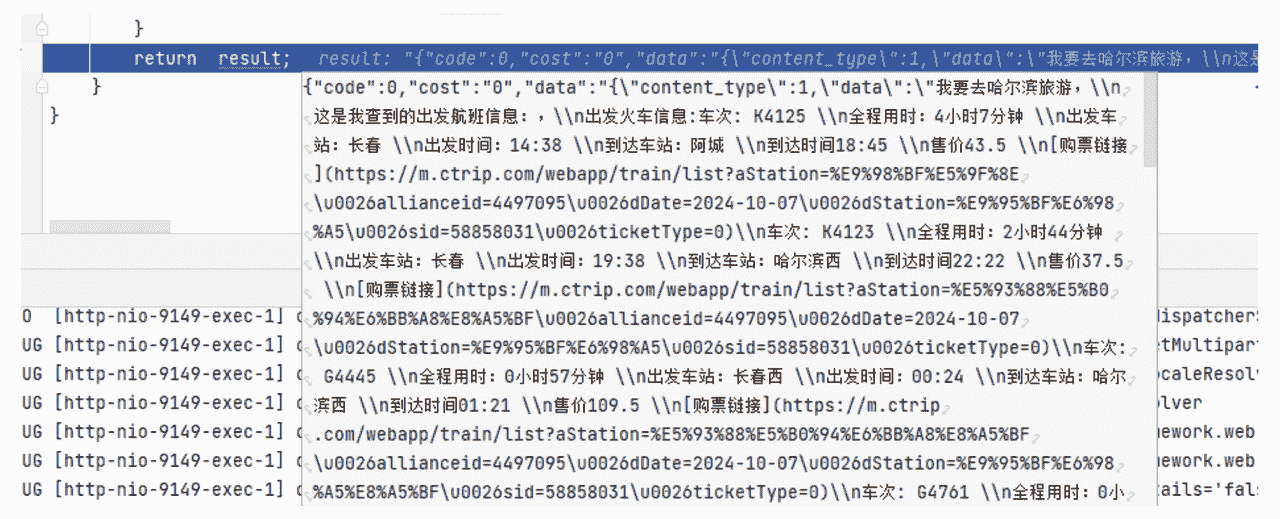 }
return result; result: "{"code":0,"cost":"0","data":"{\"content_type\":1,\"data\":\"我要去哈尔滨旅游，\\n这是
}
}
{"code":0,"cost":"0","data":"{\"content_type\":1,\"data\":\"我要去哈尔滨旅游，\\n
这是我查到的出发航班信息：，\\n出发火车信息:车次: K4125 \\n全程用时：4小时7分钟 \\n出发车
站：长春 \\n出发时间：14:38 \\n到达车站：阿城 \\n到达时间18:45 \\n售价43.5 \\n[购票链接
](https://m.ctrip.com/webapp/train/list?aStation=%E9%98%BF%E5%9F%8E
\u0026allianceid=4497095\u0026dDate=2024-10-07\u0026dStation=%E9%95%BF%E6%98
%A5\u0026sid=58858031\u0026ticketType=0)\\n车次: K4123 \\n全程用时：2小时44分钟
\\n出发车站：长春 \\n出发时间：19:38 \\n到达车站：哈尔滨西 \\n到达时间22:22 \\n售价37.5
\\n[购票链接](https://m.ctrip.com/webapp/train/list?aStation=%E5%93%88%E5%B0
%94%E6%BB%A8%E8%A5%BF\u0026allianceid=4497095\u0026dDate=2024-10-07
\u0026dStation=%E9%95%BF%E6%98%A5\u0026sid=58858031\u0026ticketType=0)\\n车次:
G4445 \\n全程用时：0小时57分钟 \\n出发车站：长春西 \\n出发时间：00:24 \\n到达车站：哈尔
滨西 \\n到达时间01:21 \\n售价109.5 \\n[购票链接](https://m.ctrip
.com/webapp/train/list?aStation=%E5%93%88%E5%B0%94%E6%BB%A8%E8%A5%BF
\u0026allianceid=4497095\u0026dDate=2024-10-07\u0026dStation=%E9%95%BF%E6%98
%A5%E8%A5%BF\u0026sid=58858031\u0026ticketType=0)\\n车次: G4761 \\n全程用时：0小
O [http-nio-9149-exec-1] ispatcherS
UG [http-nio-9149-exec-1] etMultipart
UG [http-nio-9149-exec-1] ocaleResolv
UG [http-nio-9149-exec-1] olver
UG [http-nio-9149-exec-1] mework.web
UG [http-nio-9149-exec-1] mework.web
UG [http-nio-9149-exec-1] tails='fals